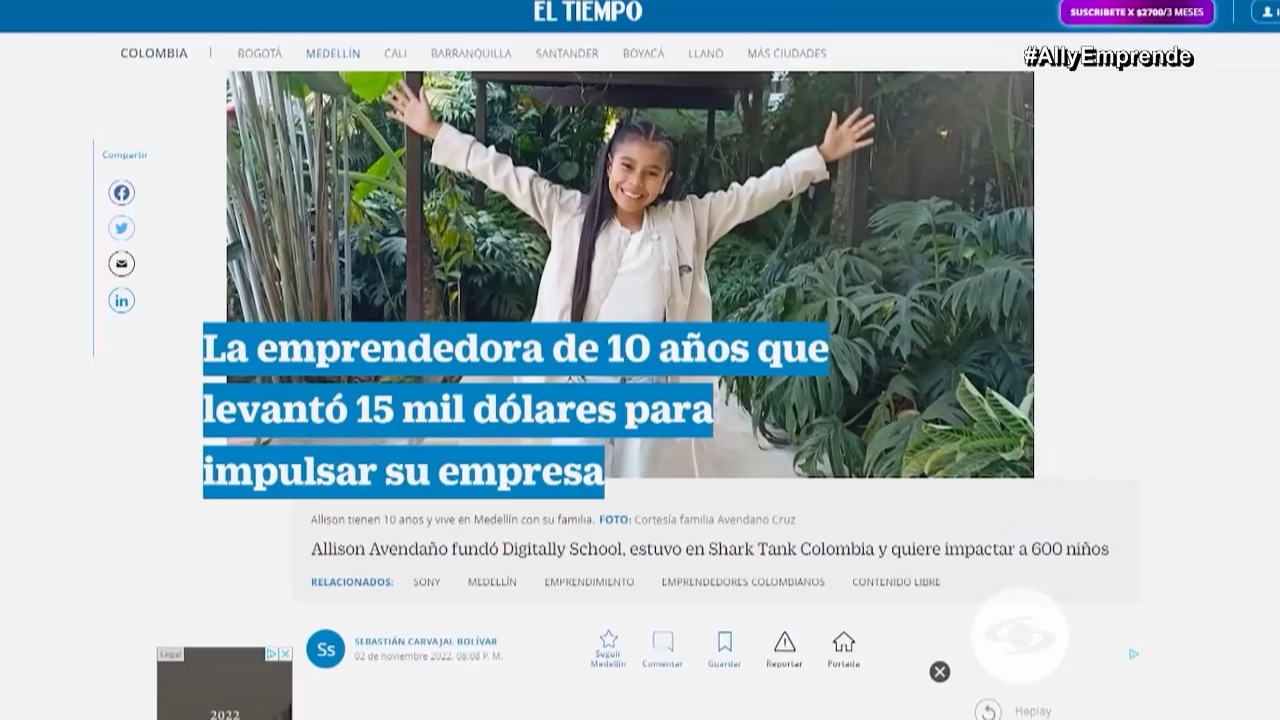 EL TIEMPO
SUSCRIBETE X $2700/3 MESES
COLOMBIA
BOGOTÁ
MEDELLÍN
CALI
BARRANQUILLA
SANTANDER
BOYACÁ
LLANO
MÁS CIUDADES
#AllyEmprende
Compartir
La emprendedora de 10 años que
levantó 15 mil dólares para
impulsar su empresa
Allison tienen 10 anos y vive en Medellín con su familia. FOTO: Cortesía familia Avendano Cruz
Allison Avendaño fundó Digitally School, estuvo en Shark Tank Colombia y quiere impactar a 600 niños
RELACIONADOS: SONY MEDELLÍN EMPRENDIMIENTO EMPRENDEDORES COLOMBIANOS CONTENIDO LIBRE
Ss
SEBASTIÁN CARVAJAL BOLÍVAR
02 de noviembre 2022, 08:08 P. M.
Seguir
Medellín
Comentar
Guardar
Reportar
Portada
Legal
2022
Replay